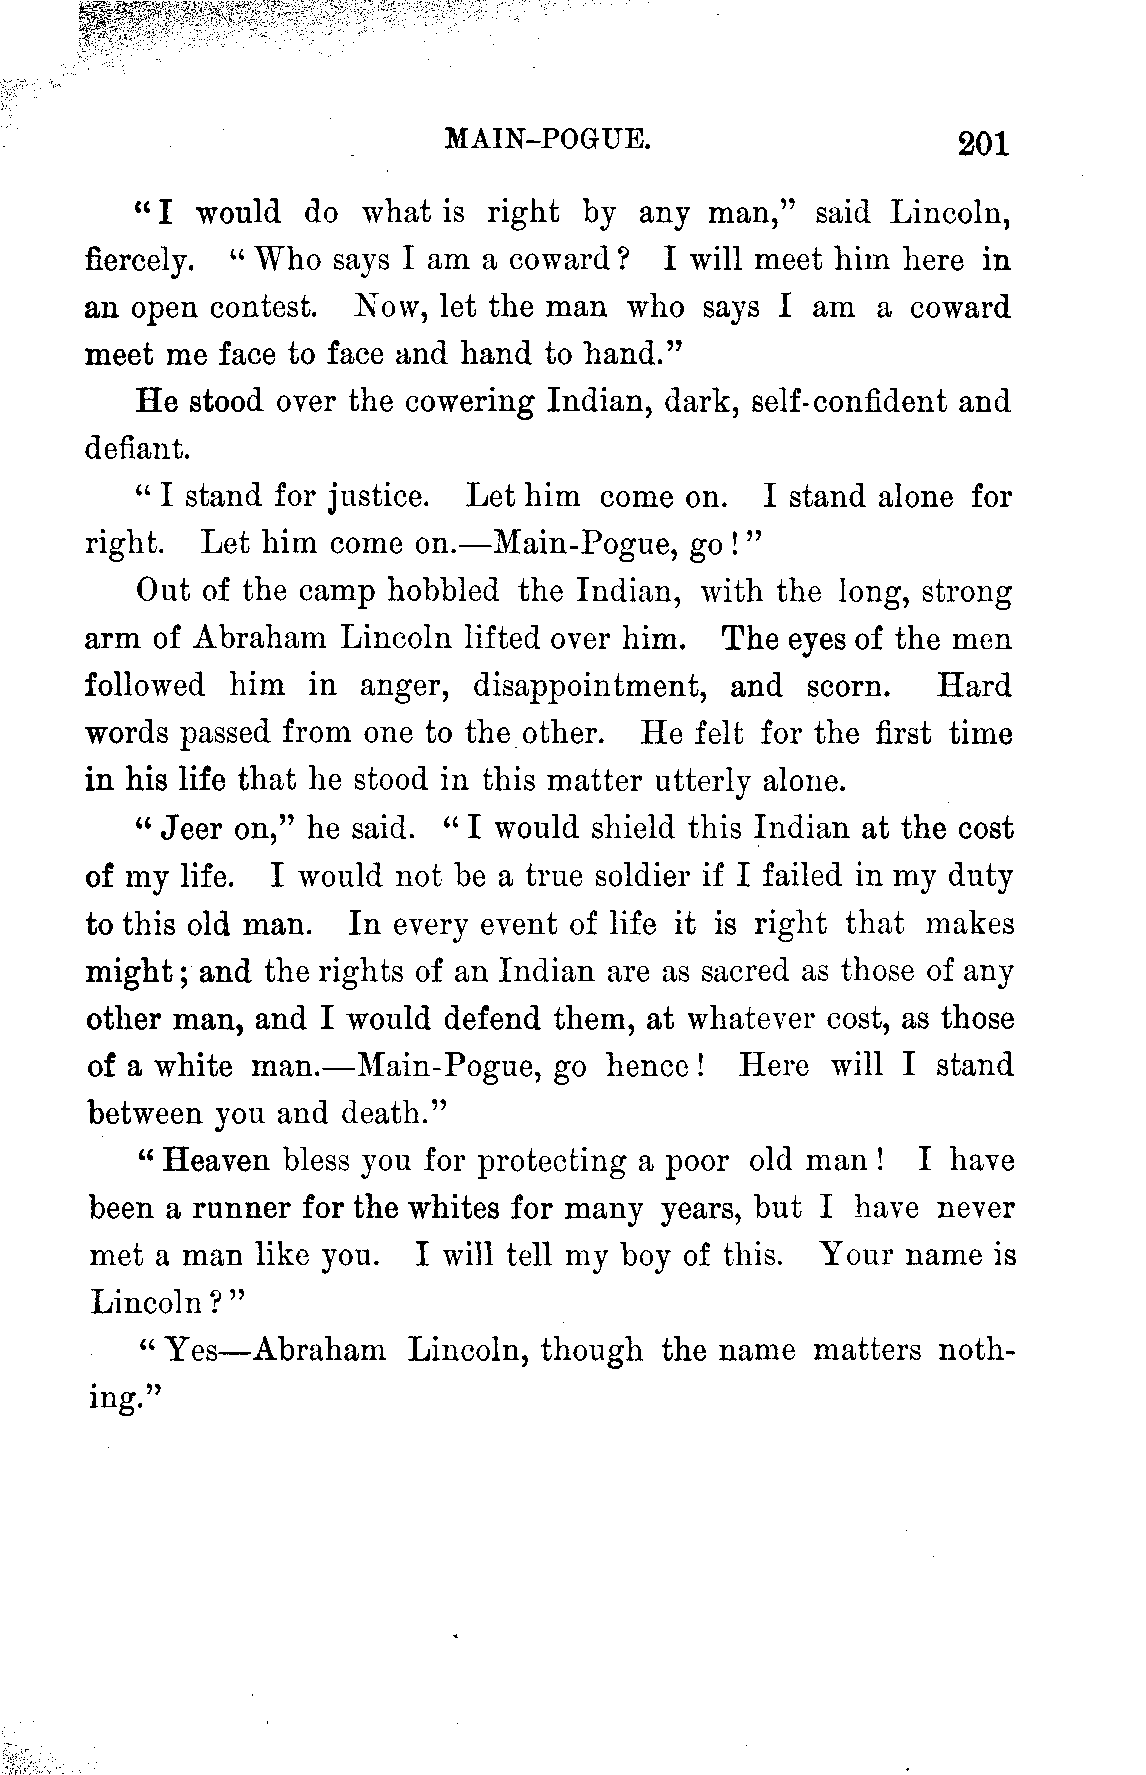 MAIN-POGUE. 201
“I would do what is right by any man,” said Lincoln,
fiercely. “Who says I am a coward? I will meet him here in
an open contest. Now, let the man who says I am a coward
meet me face to face and hand to hand.”
He stood over the cowering Indian, dark, self-confident and
defiant.
“I stand for justice. Let him come on. I stand alone for
right. Let him come on.—Main-Pogue, go!”
Out of the camp hobbled the Indian, with the long, strong
arm of Abraham Lincoln lifted over him. The eyes of the men
followed him in anger, disappointment, and scorn. Hard
words passed from one to the other. He felt for the first time
in his life that he stood in this matter utterly alone.
“Jeer on,” he said. “I would shield this Indian at the cost
of my life. I would not be a true soldier if I failed in my duty
to this old man. In every event of life it is right that makes
might; and the rights of an Indian are as sacred as those of any
other man, and I would defend them, at whatever cost, as those
of a white man.—Main-Pogue, go hence! Here will I stand
between you and death.”
“Heaven bless you for protecting a poor old man! I have
been a runner for the whites for many years, but I have never
met a man like you. I will tell my boy of this. Your name is
Lincoln?”
“Yes—Abraham Lincoln, though the name matters noth-
ing.”